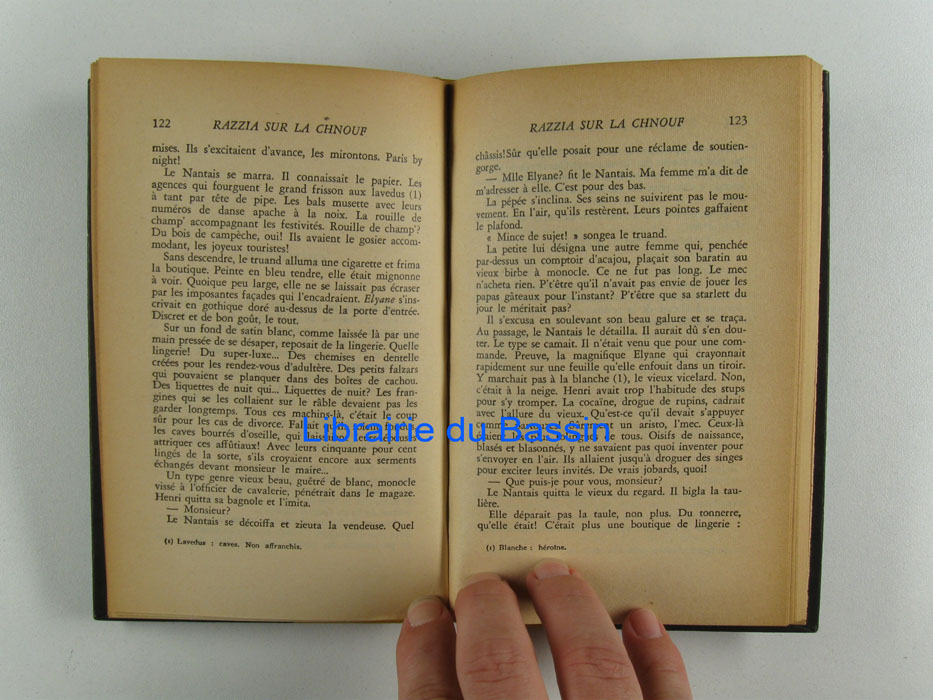 122 RAZZIA SUR LA CHNOUF
mises. Ils s'excitaient d'avance, les mirontons. Paris by
night!
Le Nantais se marra. Il connaissait le papier. Les
agences qui fourguent le grand frisson aux lavedus (1)
à tant par tête de pipe. Les bals musette avec leurs
numéros de danse apache à la noix. La rouille de
champ' accompagnant les festivités. Rouille de champ'?
Du bois de campêche, oui! Ils avaient le gosier accom-
modant, les joyeux touristes!
Sans descendre, le truand alluma une cigarette et frima
la boutique. Peinte en bleu tendre, elle était mignonne
à voir. Quoique peu large, elle ne se laissait pas écraser
par les imposantes façades qui l'encadraient. Elyane s'ins-
crivait en gothique doré au-dessus de la porte d'entrée.
Discret et de bon goût, le tout.
Sur un fond de satin blanc, comme laissée là par une
main pressée de se désaper, reposait de la lingerie. Quelle
lingerie! Du super-luxe... Des chemises en dentelle
créées pour les rendez-vous d'adultère. Des petits falzars
qui pouvaient se planquer dans des boîtes de cachou.
Des liquettes de nuit qui... Liquettes de nuit? Les fran-
gines qui se les collaient sur le râble devaient pas les
garder longtemps. Tous ces machins-là, c'était le coup
sûr pour les cas de divorce. Fallait
les caves bourrés d'oseille, qui
attriquer ces affûtiaux! Avec leurs cinquante pour cent
lingés de la sorte, s'ils croyaient encore aux serments
échangés devant monsieur le maire...
Un type genre vieux beau, guêtré de blanc, monocle
vissé à l'officier de cavalerie, pénétrait dans le magaze.
Henri quitta sa bagnole et l'imita.
— Monsieur?
Le Nantais se décoiffa et zieuta la vendeuse. Quel
(1) Lavedus : caves. Non affranchis.
RAZZIA SUR LA CHNOUF 123
châssis! Sûr qu'elle posait pour une réclame de soutien-
gorge.
— Mlle Elyane? fit le Nantais. Ma femme m'a dit de
m'adresser à elle. C'est pour des bas.
La pépée s'inclina. Ses seins ne suivirent pas le mou-
vement. En l'air, qu'ils restèrent. Leurs pointes gaffaient
le plafond.
« Mince de sujet! » songea le truand.
La petite lui désigna une autre femme qui, penchée
par-dessus un comptoir d'acajou, plaçait son baratin au
vieux birbe à monocle. Ce ne fut pas long. Le mec
n'acheta rien. P't'être qu'il n'avait pas envie de jouer les
papas gâteaux pour l'instant? P't'être que sa starlett du
jour le méritait pas?
Il s'excusa en soulevant son beau galure et se traça.
Au passage, le Nantais le détailla. Il aurait dû s'en dou-
ter. Le type se camait. Il n'était venu que pour une com-
mande. Preuve, la magnifique Elyane qui crayonnait
rapidement sur une feuille qu'elle enfouit dans un tiroir.
Y marchait pas à la blanche (1), le vieux vicelard. Non,
c'était à la neige. Henri avait trop l'habitude des stups
pour s'y tromper. La cocaïne, drogue de rupins, cadrait
avec l'allure du vieux. Qu'est-ce qu'il devait s'appuyer
comme sûrement un aristo, l'mec. Ceux-là
de tous. Oisifs de naissance,
blasés et blasonnés, y ne savaient pas quoi inventer pour
s'envoyer en l'air. Ils allaient jusqu'à droguer des singes
pour exciter leurs invités. De vrais jobards, quoi!
— Que puis-je pour vous, monsieur?
Le Nantais quitta le vieux du regard. Il bigla la tau-
lière.
Elle déparait pas la taule, non plus. Du tonnerre,
qu'elle était! C'était plus une boutique de lingerie :
(1) Blanche : héroïne.
Librairie du Bassin